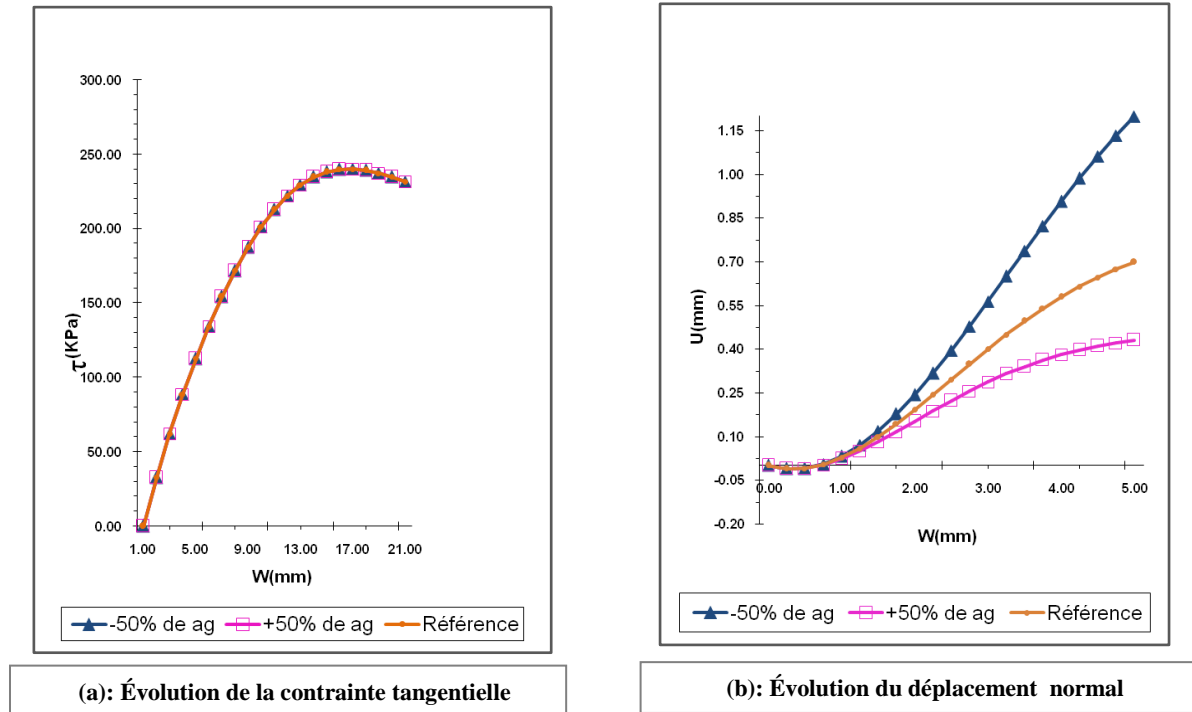 300.00
250.00
200.00
150.00
100.00
50.00
0.00
τ(KPa)
1.00 5.00 9.00 13.00 17.00 21.00
W(mm)
-50% de ag +50% de ag Référence
(a): Évolution de la contrainte tangentielle
1.15
1.00
0.85
0.70
0.55
0.40
0.25
0.10
-0.05
-0.20
U(mm)
0.00 1.00 2.00 3.00 4.00 5.00
W(mm)
-50% de ag +50% de ag Référence
(b): Évolution du déplacement normal